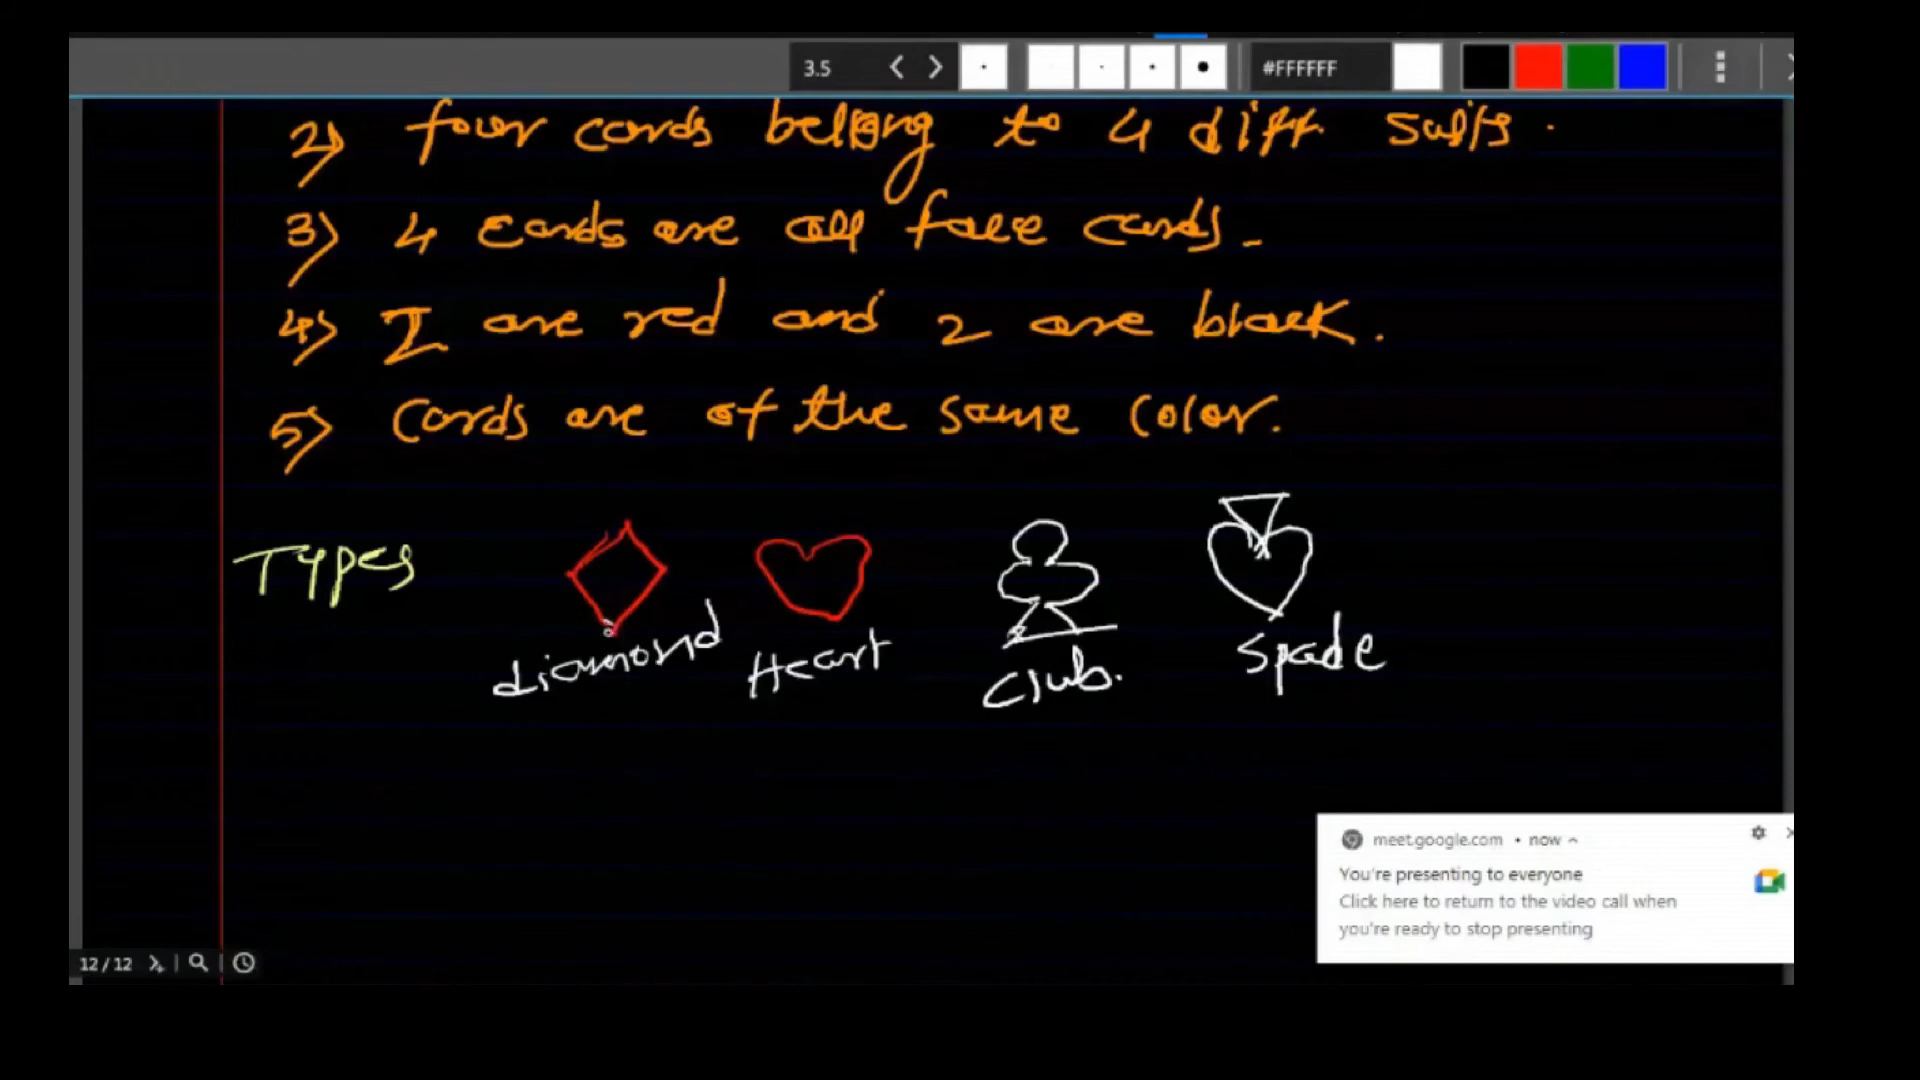 3.5 #FFFFFF
2) four cards belong to 4 diff. suits.
3) 4 cards are all face cards.
4) 2 are red and 2 are black.
5) Cards are of the same color.
Types
diamond Heart Club. Spade
meet.google.com • now
You're presenting to everyone
Click here to return to the video call when
you're ready to stop presenting
12/12